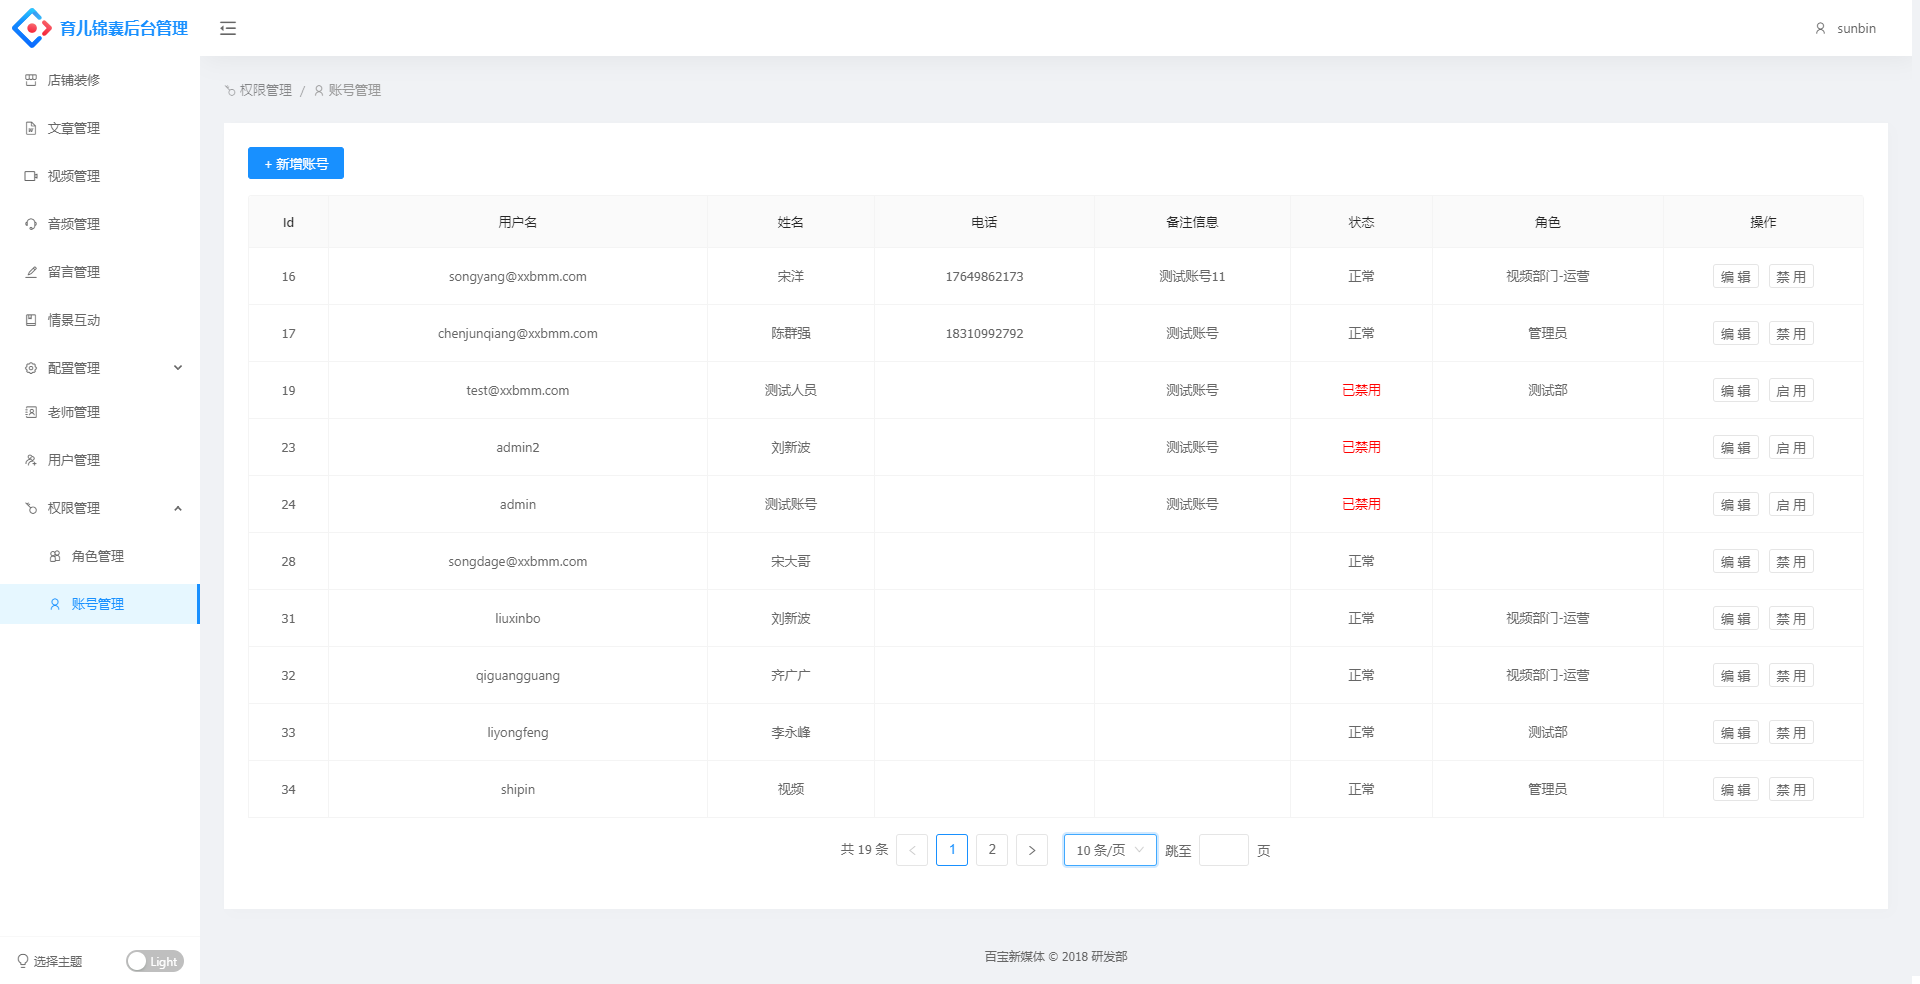 育儿锦囊后台管理
sunbin
店铺装修
文章管理
视频管理
音频管理
留言管理
情景互动
配置管理
老师管理
用户管理
权限管理
角色管理
账号管理
选择主题
Light
权限管理 / 账号管理
+ 新增账号
Id 用户名 姓名 电话 备注信息 状态 角色 操作
16 songyang@xxbmm.com 宋洋 17649862173 测试账号11 正常 视频部门-运营 编 辑 禁 用
17 chenjunqiang@xxbmm.com 陈群强 18310992792 测试账号 正常 管理员 编 辑 禁 用
19 test@xxbmm.com 测试人员 测试账号 已禁用 测试部 编 辑 启 用
23 admin2 刘新波 测试账号 已禁用 编 辑 启 用
24 admin 测试账号 测试账号 已禁用 编 辑 启 用
28 songdage@xxbmm.com 宋大哥 正常 编 辑 禁 用
31 liuxinbo 刘新波 正常 视频部门-运营 编 辑 禁 用
32 qiguangguang 齐广广 正常 视频部门-运营 编 辑 禁 用
33 liyongfeng 李永峰 正常 测试部 编 辑 禁 用
34 shipin 视频 正常 管理员 编 辑 禁 用
共 19 条 < 1 2 > 10 条/页 跳至 页
百宝新媒体 © 2018 研发部